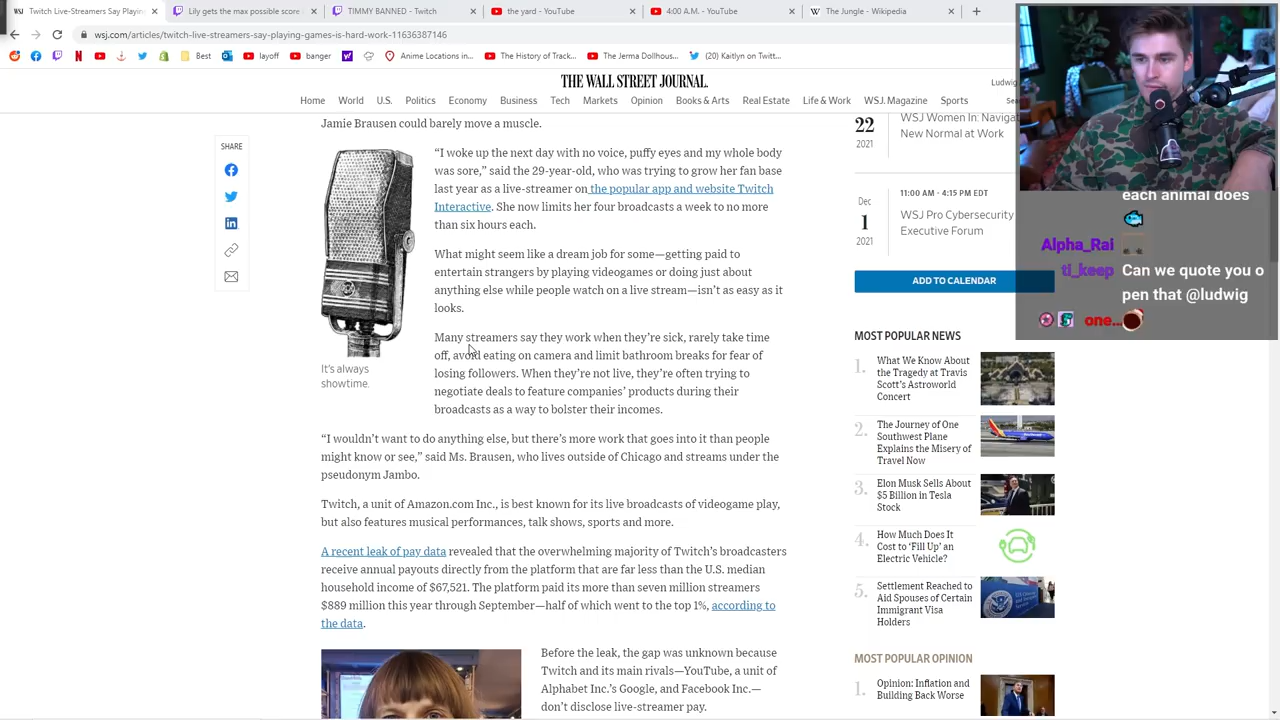 Twitch Live-Streamers Say Playing
Lily gets the max possible score
TIMMY BANNED - Twitch
the yard - YouTube
4:00 A.M. - YouTube
The Jungle - Wikipedia
wsj.com/articles/twitch-live-streamers-say-playing-games-is-hard-work-11636387146
Best
layoff
banger
Anime Locations in...
The History of Track...
The Jerma Dollhous...
(20) Kaitlon on Twitt...
THE WALL STREET JOURNAL.
Ludwig
Home World U.S. Politics Economy Business Tech Markets Opinion Books & Arts Real Estate Life & Work WSJ. Magazine Sports
SHARE
Jamie Brausen could barely move a muscle.
“I woke up the next day with no voice, puffy eyes and my whole body
was sore,” said the 29-year-old, who was trying to grow her fan base
last year as a live-streamer on the popular app and website Twitch
Interactive. She now limits her four broadcasts a week to no more
than six hours each.
What might seem like a dream job for some—getting paid to
entertain strangers by playing videogames or doing just about
anything else while people watch on a live stream—isn’t as easy as it
looks.
Many streamers say they work when they’re sick, rarely take time
off, avoid eating on camera and limit bathroom breaks for fear of
losing followers. When they’re not live, they’re often trying to
negotiate deals to feature companies’ products during their
broadcasts as a way to bolster their incomes.
It’s always
showtime.
“I wouldn’t want to do anything else, but there’s more work that goes into it than people
might know or see,” said Ms. Brausen, who lives outside of Chicago and streams under the
pseudonym Jambo.
Twitch, a unit of Amazon.com Inc., is best known for its live broadcasts of videogame play,
but also features musical performances, talk shows, sports and more.
A recent leak of pay data revealed that the overwhelming majority of Twitch’s broadcasters
receive annual payouts directly from the platform that are far less than the U.S. median
household income of $67,521. The platform paid its more than seven million streamers
$889 million this year through September—half of which went to the top 1%, according to
the data.
Before the leak, the gap was unknown because
Twitch and its main rivals—YouTube, a unit of
Alphabet Inc.’s Google, and Facebook Inc.—
don’t disclose live-streamer pay.
22
2021
WSJ Women In: Navigat
New Normal at Work
Dec
1
2021
11:00 AM - 4:15 PM EDT
WSJ Pro Cybersecurity
Executive Forum
ADD TO CALENDAR
MOST POPULAR NEWS
1. What We Know About
the Tragedy at Travis
Scott’s Astroworld
Concert
2. The Journey of One
Southwest Plane
Explains the Misery of
Travel Now
3. Elon Musk Sells About
$5 Billion in Tesla
Stock
4. How Much Does It
Cost to ‘Fill Up’ an
Electric Vehicle?
5. Settlement Reached to
Aid Spouses of Certain
Immigrant Visa
Holders
MOST POPULAR OPINION
1. Opinion: Inflation and
Building Back Worse
each animal does
Alpha_Rai
ti_keep Can we quote you o
pen that @ludwig
one...